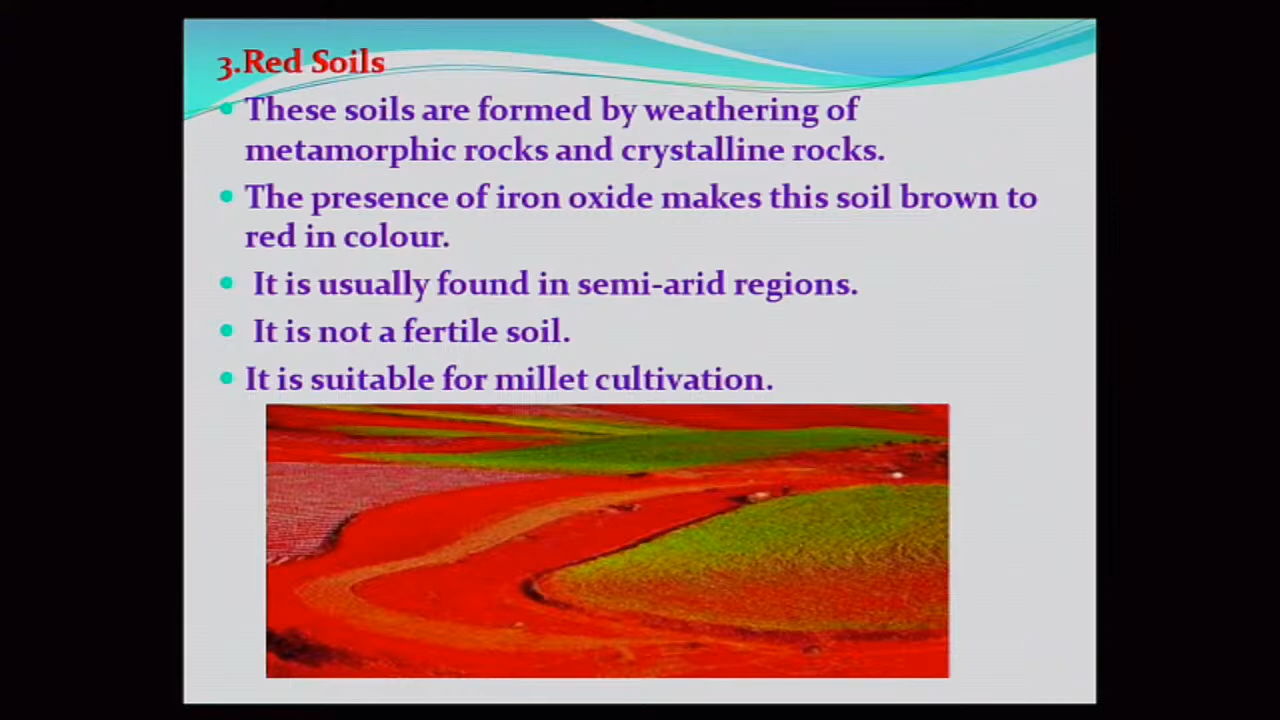 3.Red Soils
These soils are formed by weathering of
metamorphic rocks and crystalline rocks.
The presence of iron oxide makes this soil brown to
red in colour.
It is usually found in semi-arid regions.
It is not a fertile soil.
It is suitable for millet cultivation.